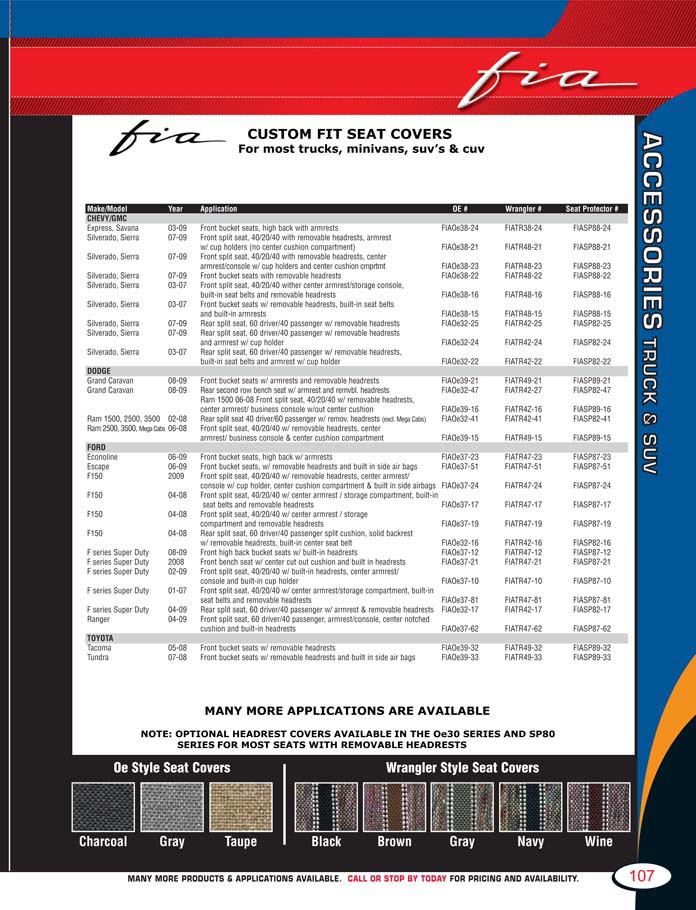 fia
fia CUSTOM FIT SEAT COVERS
For most trucks, minivans, suv's & cuv
ACCESSORIES TRUCK & SUV
Make/Model Year Application OE # Wrangler # Seat Protector #
CHEVY/GMC
Express, Savana 03-09 Front bucket seats, high back with armrests FIAOe38-24 FIATR38-24 FIASP88-24
Silverado, Sierra 07-09 Front split seat, 40/20/40 with removable headrests, armrest
w/ cup holders (no center cushion compartment) FIAOe38-21 FIATR48-21 FIASP88-21
Silverado, Sierra 07-09 Front split seat, 40/20/40 with removable headrests, center
armrest/console w/ cup holders and center cushion cmprtmt FIAOe38-23 FIATR48-23 FIASP88-23
Silverado, Sierra 07-09 Front bucket seats with removable headrests FIAOe38-22 FIATR48-22 FIASP88-22
Silverado, Sierra 03-07 Front split seat, 40/20/40 wither center armrest/storage console,
built-in seat belts and removable headrests FIAOe38-16 FIATR48-16 FIASP88-16
Silverado, Sierra 03-07 Front bucket seats w/ removable headrests, built-in seat belts
and built-in armrests FIAOe38-15 FIATR48-15 FIASP88-15
Silverado, Sierra 07-09 Rear split seat, 60 driver/40 passenger w/ removable headrests FIAOe32-25 FIATR42-25 FIASP82-25
Silverado, Sierra 07-09 Rear split seat, 60 driver/40 passenger w/ removable headrests
and armrest w/ cup holder FIAOe32-24 FIATR42-24 FIASP82-24
Silverado, Sierra 03-07 Rear split seat, 60 driver/40 passenger w/ removable headrests,
built-in seat belts and armrest w/ cup holder FIAOe32-22 FIATR42-22 FIASP82-22
DODGE
Grand Caravan 08-09 Front bucket seats w/ armrests and removable headrests FIAOe39-21 FIATR49-21 FIASP89-21
Grand Caravan 08-09 Rear second row bench seat w/ armrest and remvbl. headrests FIAOe32-47 FIATR42-27 FIASP82-47
Ram 1500 06-08 Front split seat, 40/20/40 w/ removable headrests,
center armrest/ business console w/out center cushion FIAOe39-16 FIATR4Z-16 FIASP89-16
Ram 1500, 2500, 3500 02-08 Rear split seat 40 driver/60 passenger w/ remov. headrests (excl. Mega Cabs) FIAOe32-41 FIATR42-41 FIASP82-41
Ram 2500, 3500, Mega Cabs 06-08 Front split seat, 40/20/40 w/ removable headrests, center
armrest/ business console & center cushion compartment FIAOe39-15 FIATR49-15 FIASP89-15
FORD
Econoline 06-09 Front bucket seats, high back w/ armrests FIAOe37-23 FIATR47-23 FIASP87-23
Escape 06-09 Front bucket seats, w/ removable headrests and built in side air bags FIAOe37-51 FIATR47-51 FIASP87-51
F150 2009 Front split seat, 40/20/40 w/ removable headrests, center armrest/
console w/ cup holder, center cushion compartment & built in side airbags FIAOe37-24 FIATR47-24 FIASP87-24
F150 04-08 Front split seat, 40/20/40 w/ center armrest / storage compartment, built-in
seat belts and removable headrests FIAOe37-17 FIATR47-17 FIASP87-17
F150 04-08 Front split seat, 40/20/40 w/ center armrest / storage
compartment and removable headrests FIAOe37-19 FIATR47-19 FIASP87-19
F150 04-08 Rear split seat, 60 driver/40 passenger split cushion, solid backrest
w/ removable headrests, built-in center seat belt FIAOe32-16 FIATR42-16 FIASP82-16
F series Super Duty 08-09 Front high back bucket seats w/ built-in headrests FIAOe37-12 FIATR47-12 FIASP87-12
F series Super Duty 2008 Front bench seat w/ center cut out cushion and built in headrests FIAOe37-21 FIATR47-21 FIASP87-21
F series Super Duty 02-09 Front split seat, 40/20/40 w/ built-in headrests, center armrest/
console and built-in cup holder FIAOe37-10 FIATR47-10 FIASP87-10
F series Super Duty 01-07 Front split seat, 40/20/40 w/ center armrest/storage compartment, built-in
seat belts and removable headrests FIAOe37-81 FIATR47-81 FIASP87-81
F series Super Duty 04-09 Rear split seat, 60 driver/40 passenger w/ armrest & removable headrests FIAOe32-17 FIATR42-17 FIASP82-17
Ranger 04-09 Front split seat, 60 driver/40 passenger, armrest/console, center notched
cushion and built-in headrests FIAOe37-62 FIATR47-62 FIASP87-62
TOYOTA
Tacoma 05-08 Front bucket seats w/ removable headrests FIAOe39-32 FIATR49-32 FIASP89-32
Tundra 07-08 Front bucket seats w/ removable headrests and built in side air bags FIAOe39-33 FIATR49-33 FIASP89-33
MANY MORE APPLICATIONS ARE AVAILABLE
NOTE: OPTIONAL HEADREST COVERS AVAILABLE IN THE Oe30 SERIES AND SP80
SERIES FOR MOST SEATS WITH REMOVABLE HEADRESTS
Oe Style Seat Covers Wrangler Style Seat Covers
Charcoal Gray Taupe Black Brown Gray Navy Wine
MANY MORE PRODUCTS & APPLICATIONS AVAILABLE. CALL OR STOP BY TODAY FOR PRICING AND AVAILABILITY. 107